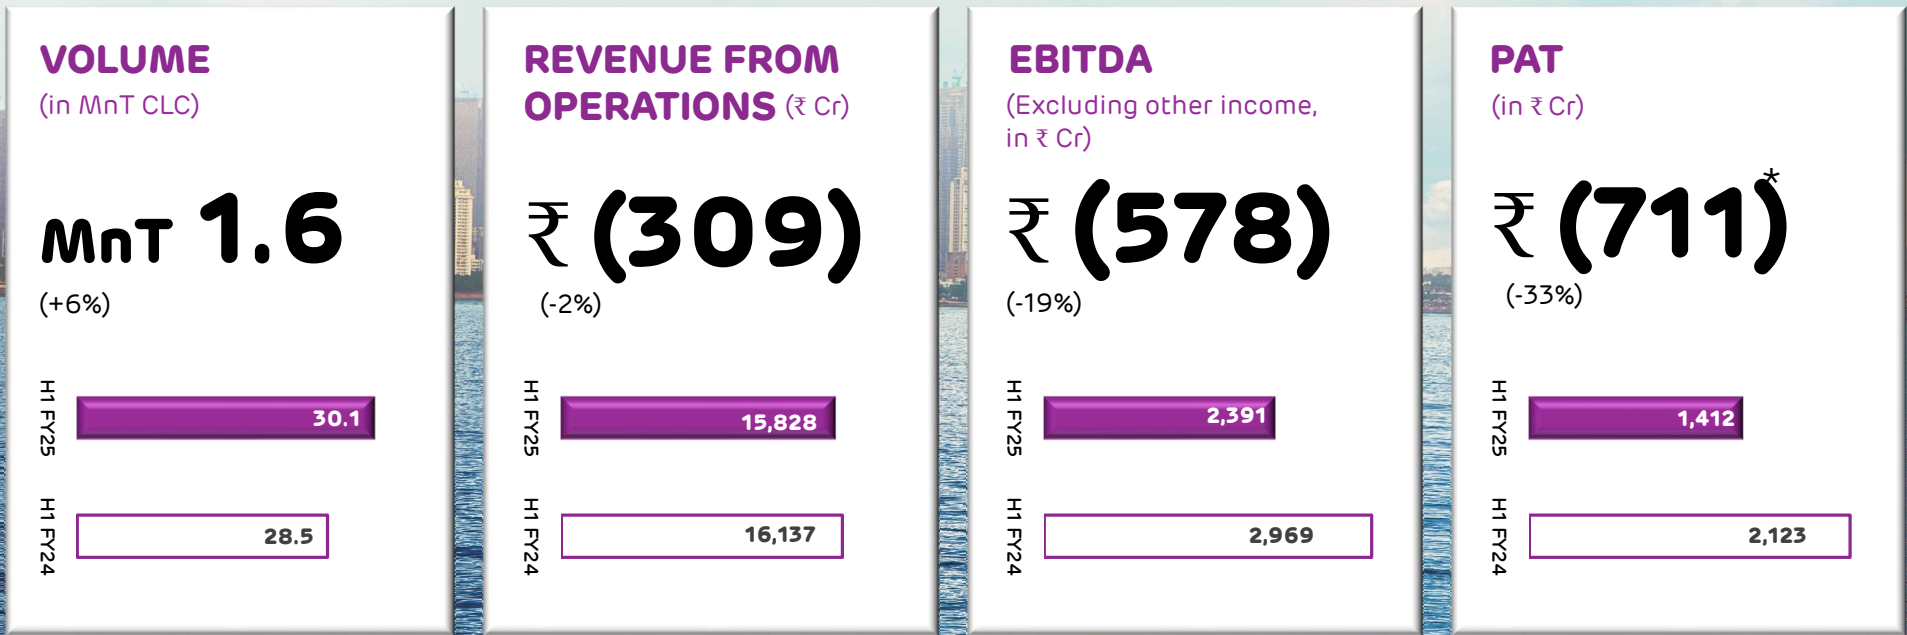 VOLUME
(in MnT CLC)
MnT 1.6
(+6%)
H1 FY25
30.1
H1 FY24
28.5
REVENUE FROM
OPERATIONS (₹ Cr)
₹ (309)
(-2%)
H1 FY25
15,828
H1 FY24
16,137
EBITDA
(Excluding other income,
in ₹ Cr)
₹ (578)
(-19%)
H1 FY25
2,391
H1 FY24
2,969
PAT
(in ₹ Cr)
₹ (711)*
(-33%)
H1 FY25
1,412
H1 FY24
2,123